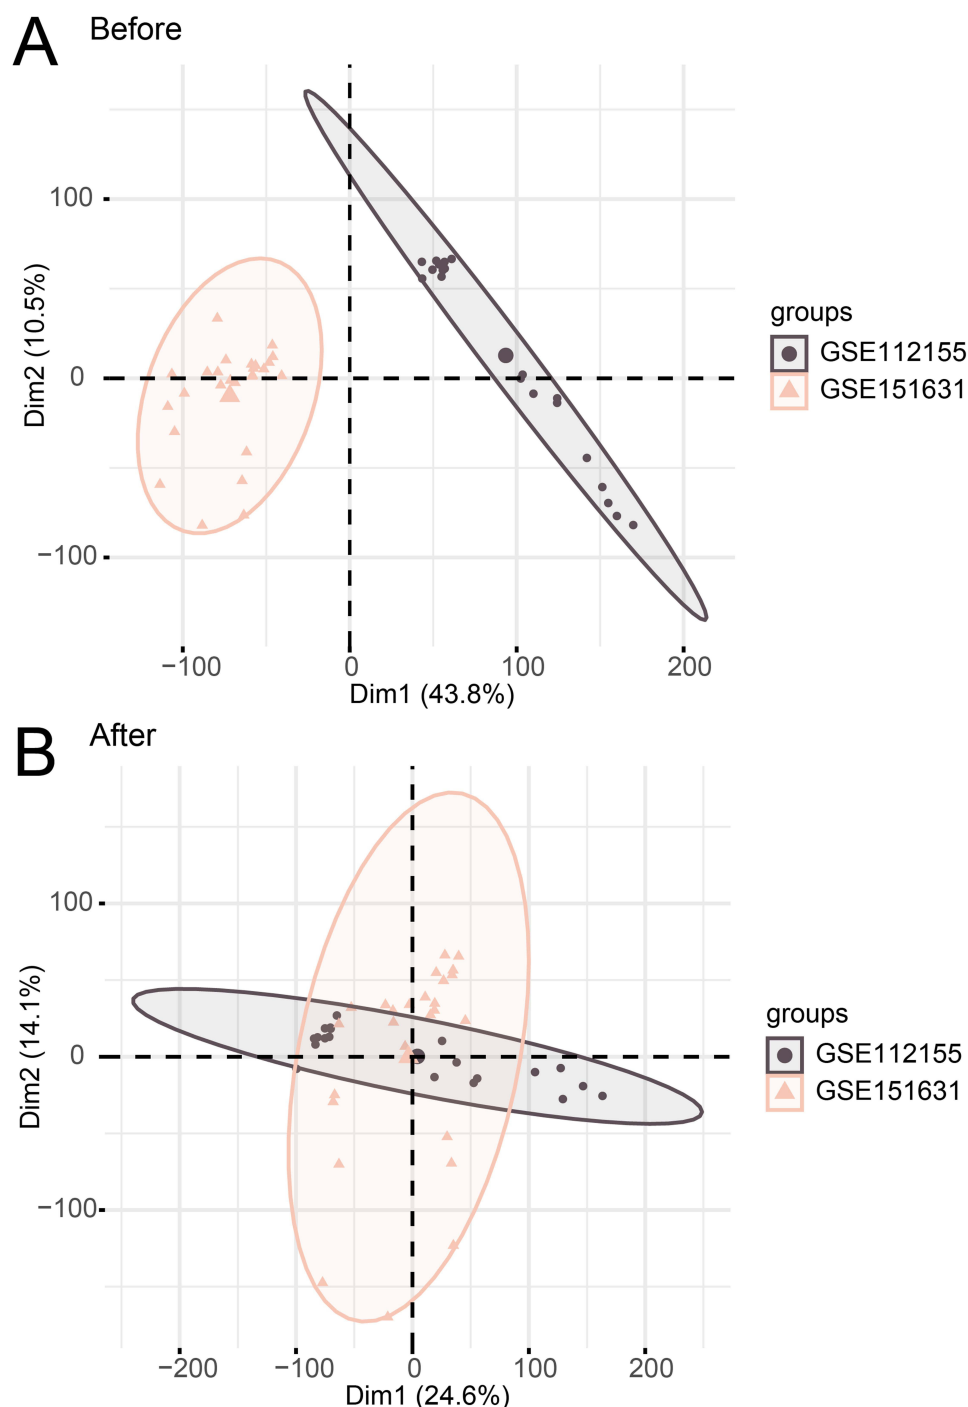 A Before
100
0
−100
Dim2 (10.5%)
−100 0 100 200
Dim1 (43.8%)
groups
GSE112155
GSE151631
B After
100
0
−100
Dim2 (14.1%)
−200 −100 0 100 200
Dim1 (24.6%)
groups
GSE112155
GSE151631